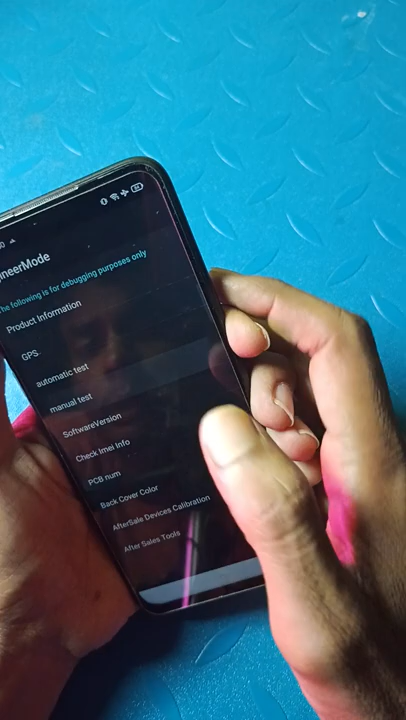 ineerMode
The following is for debugging purposes only
Product Information
GPS
automatic test
manual test
SoftwareVersion
Check Imei Info
PCB num
Back Cover Color
AfterSale Devices Calibration
After Sales Tools